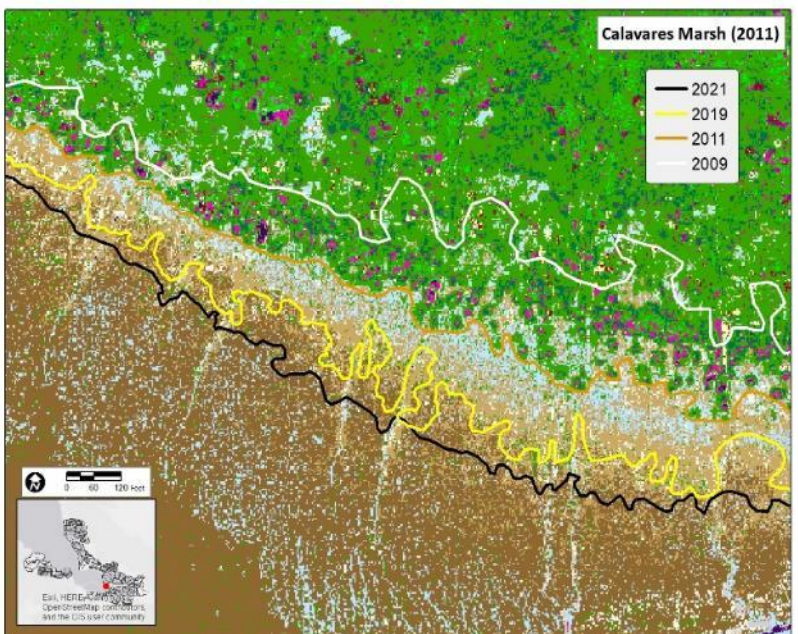 Calavares Marsh (2011)
2021
2019
2011
2009
N
0 60 120 Feet
Esri, HERE,
OpenStreetMap contributors,
and the GIS user community